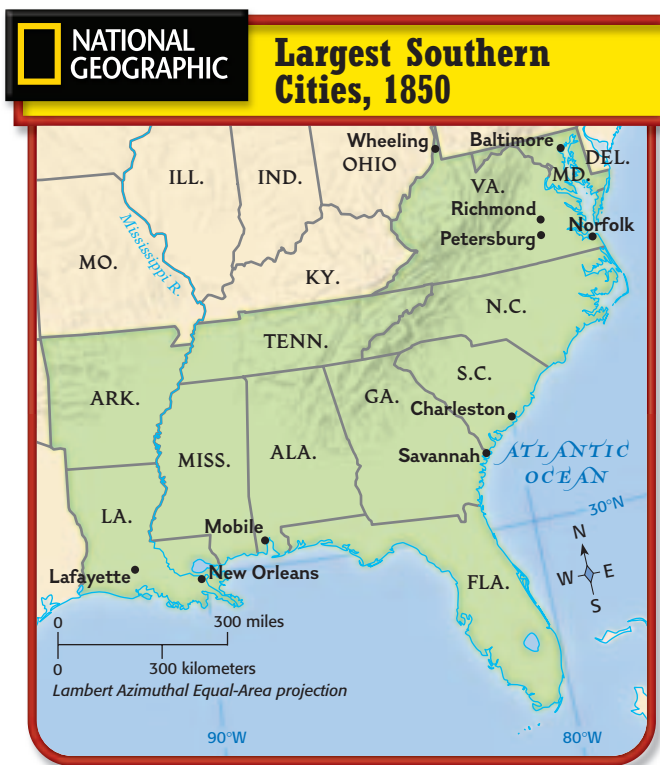 NATIONAL
GEOGRAPHIC
Largest Southern
Cities, 1850
Wheeling
Baltimore
OHIO
DEL.
ILL.
IND.
VA.
MD.
Richmond
Norfolk
Petersburg
Mississippi R.
MO.
KY.
N.C.
TENN.
S.C.
ARK.
GA.
Charleston
MISS.
ALA.
Savannah
ATLANTIC
OCEAN
30°N
LA.
Mobile
N
W E
S
Lafayette
New Orleans
FLA.
0 300 miles
0 300 kilometers
Lambert Azimuthal Equal-Area projection
90°W
80°W